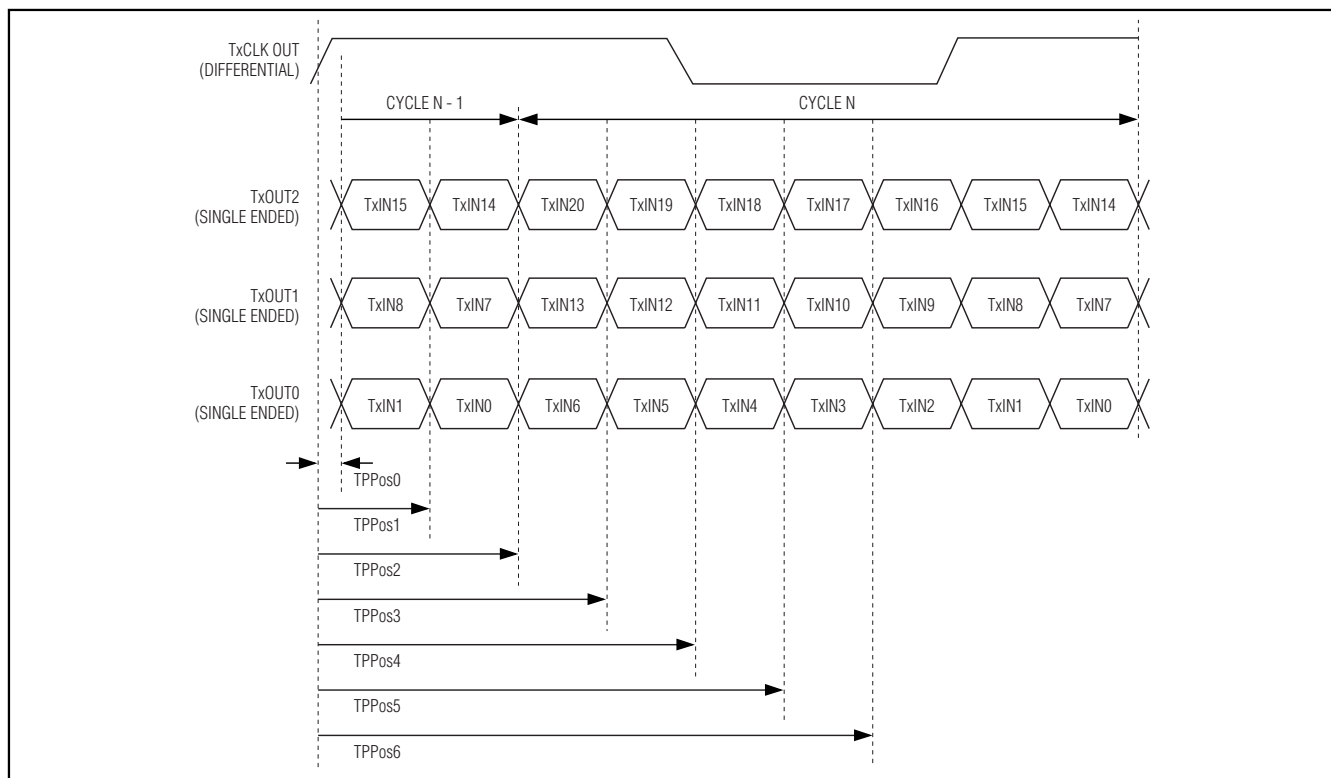 TxCLK OUT
(DIFFERENTIAL)
CYCLE N - 1 CYCLE N
TxOUT2
(SINGLE ENDED)
TxIN15 TxIN14 TxIN20 TxIN19 TxIN18 TxIN17 TxIN16 TxIN15 TxIN14
TxOUT1
(SINGLE ENDED)
TxIN8 TxIN7 TxIN13 TxIN12 TxIN11 TxIN10 TxIN9 TxIN8 TxIN7
TxOUT0
(SINGLE ENDED)
TxIN1 TxIN0 TxIN6 TxIN5 TxIN4 TxIN3 TxIN2 TxIN1 TxIN0
TPPos0
TPPos1
TPPos2
TPPos3
TPPos4
TPPos5
TPPos6